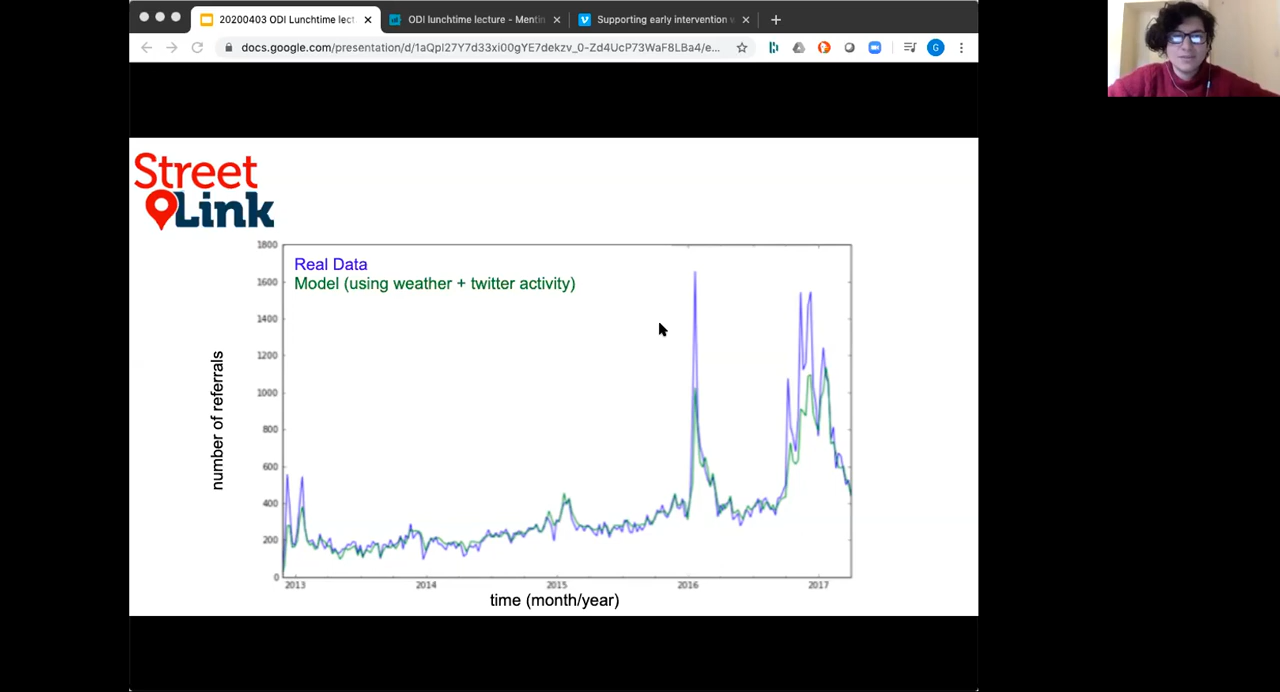 20200403 ODI Lunchtime lect
ODI lunchtime lecture - Mentin
Supporting early intervention w
docs.google.com/presentation/d/1aQpl27Y7d33xi00gYE7dekzv_0-Zd4UcP73WaF8LBa4/e...
G
Street
Link
Real Data
Model (using weather + twitter activity)
number of referrals
1800
1600
1400
1200
1000
800
600
400
200
0
2013 2014 2015 2016 2017
time (month/year)